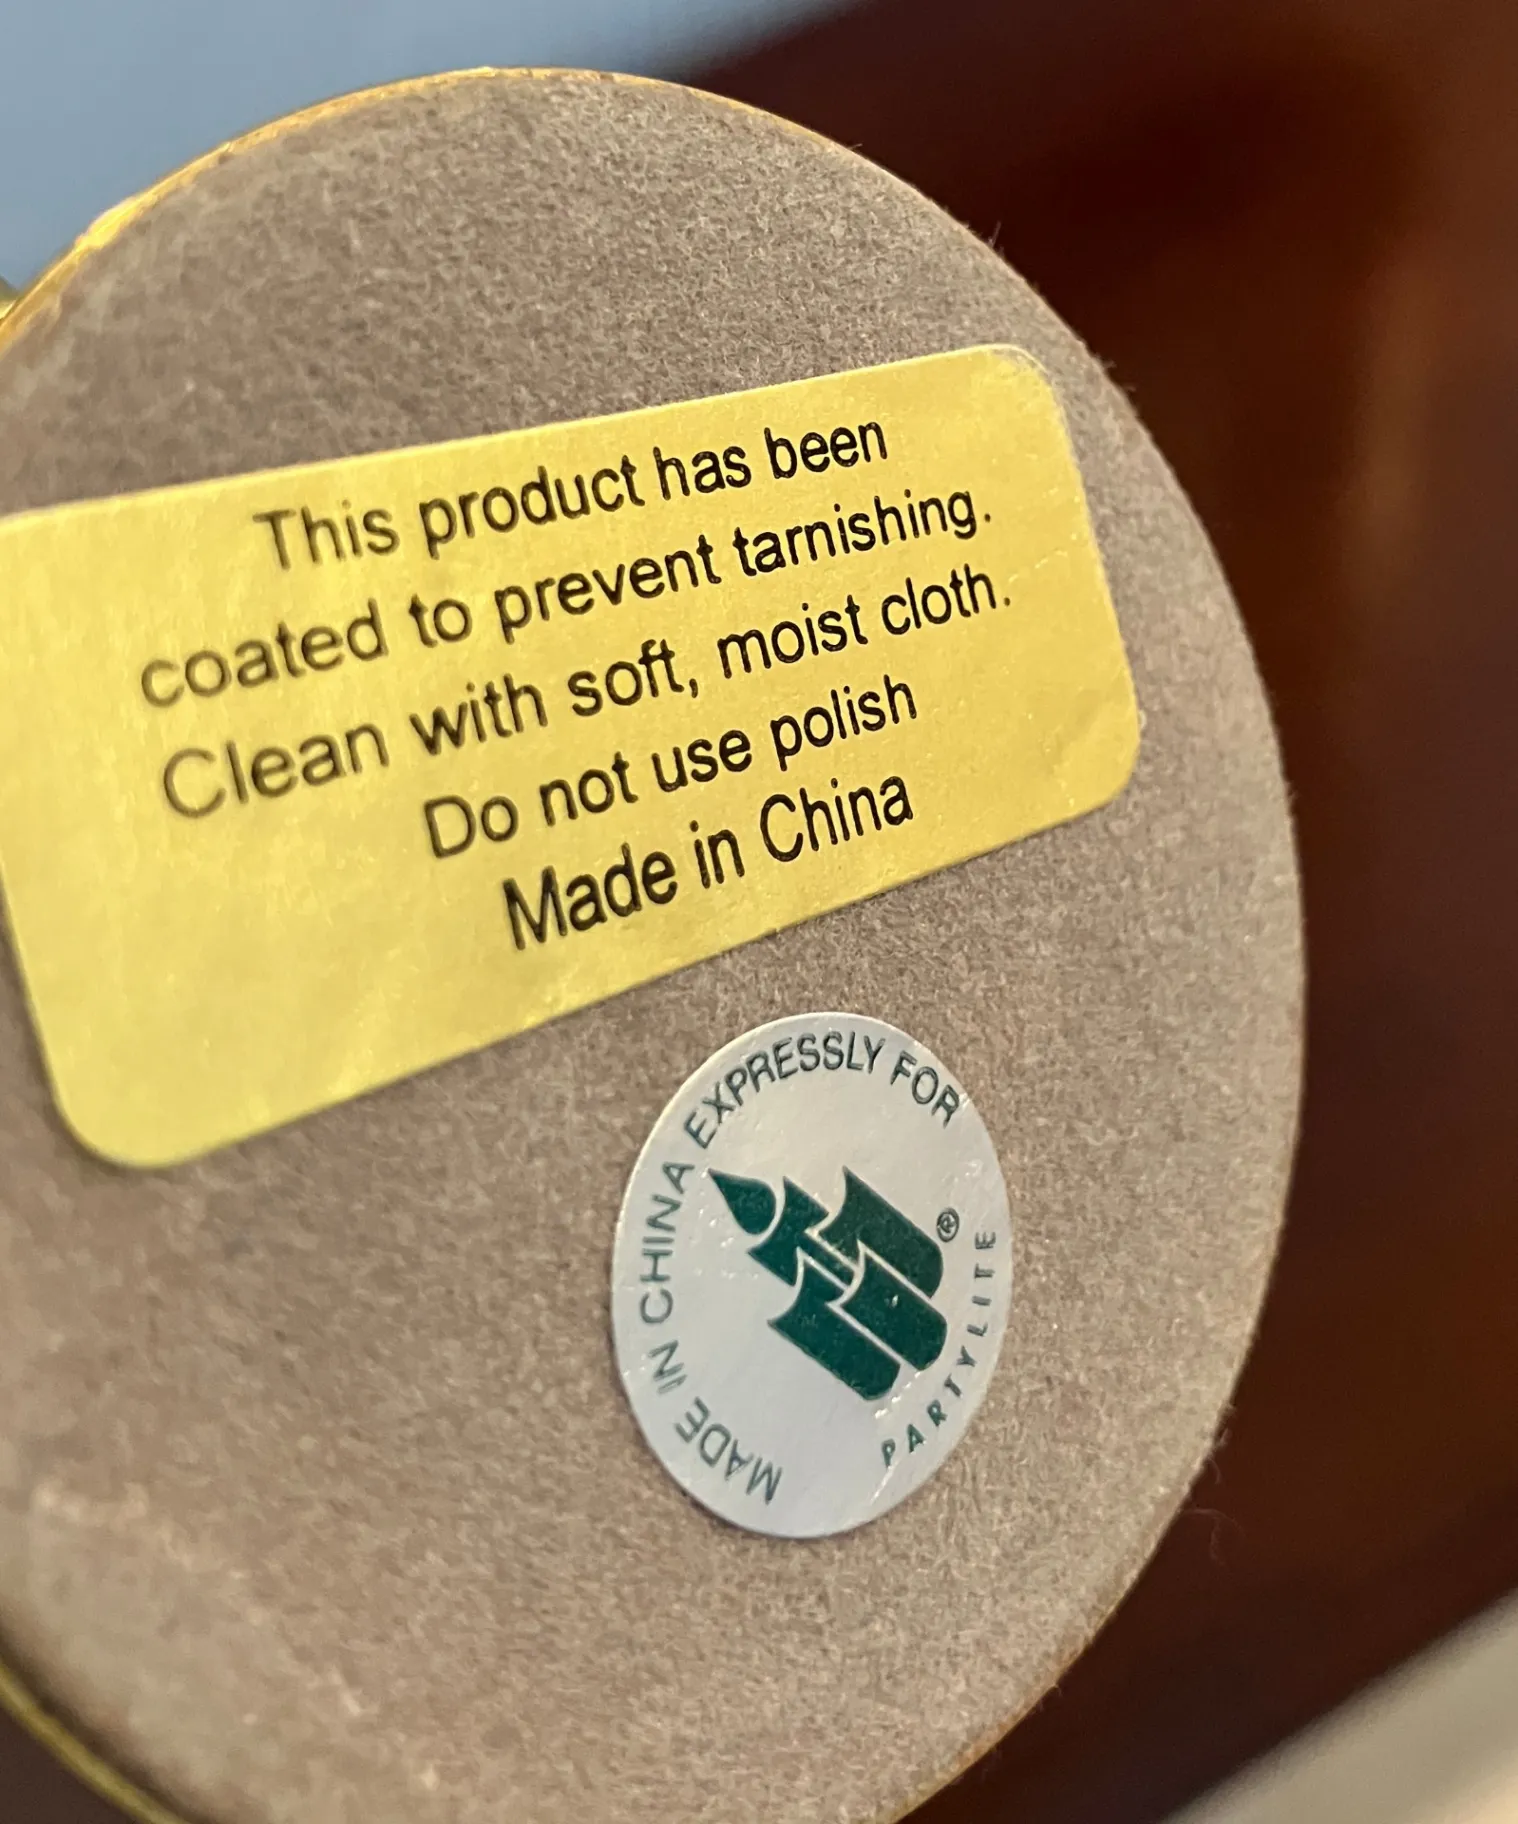 This product has been
coated to prevent tarnishing.
Clean with soft, moist cloth.
Do not use polish
Made in China
MADE IN CHINA EXPRESSLY FOR
®
PARTYLITE